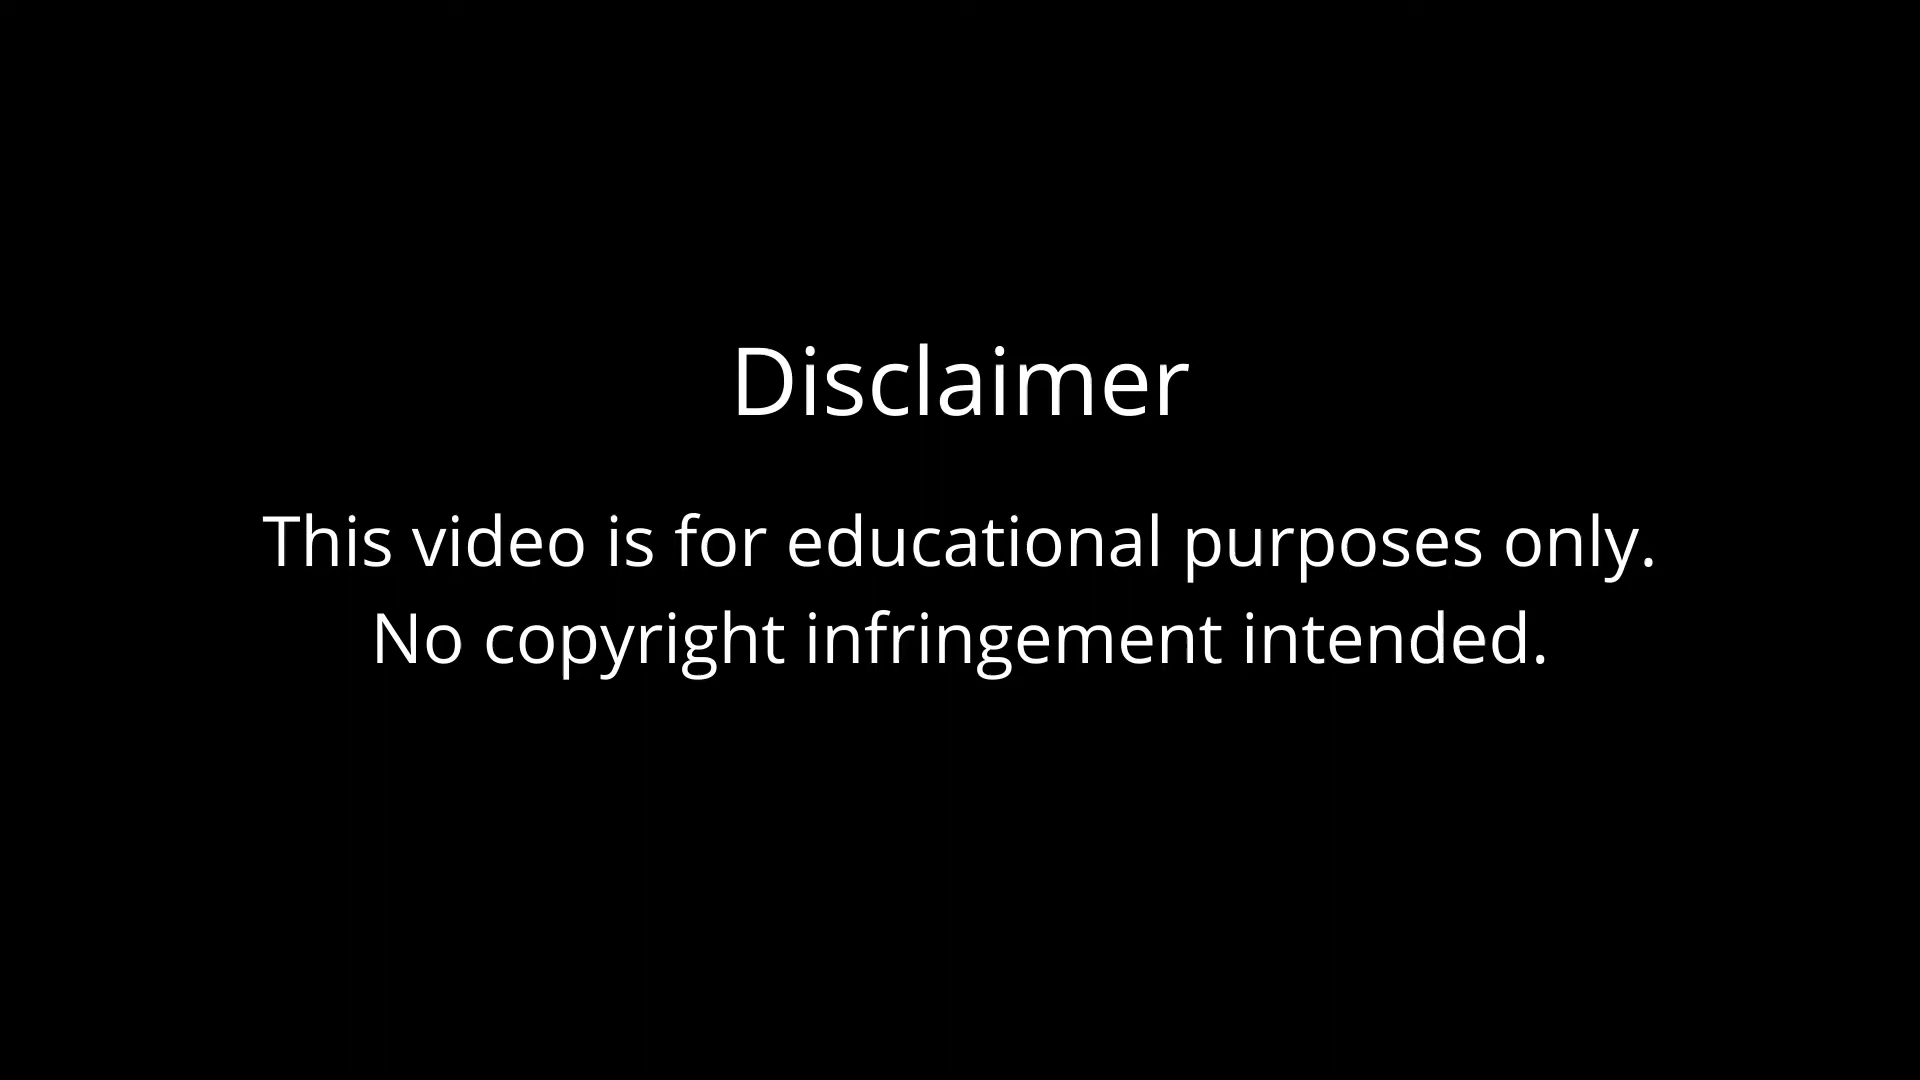 Disclaimer
This video is for educational purposes only.
No copyright infringement intended.